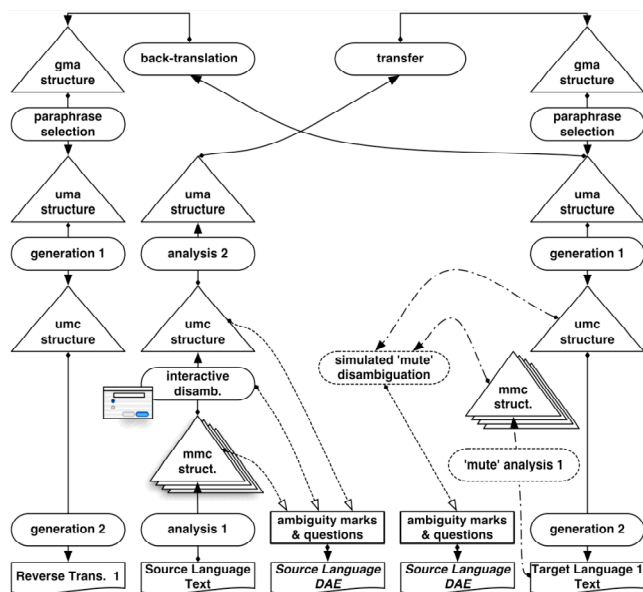 back-translation
transfer
gma
structure
gma
structure
paraphrase
selection
paraphrase
selection
uma
structure
uma
structure
uma
structure
generation 1
analysis 2
generation 1
umc
structure
umc
structure
umc
structure
simulated 'mute'
disambiguation
interactive
disamb.
mmc
struct.
mmc
struct.
'mute' analysis 1
generation 2
analysis 1
ambiguity marks
& questions
ambiguity marks
& questions
generation 2
Reverse Trans. 1
Source Language
Text
Source Language
DAE
Source Language
DAE
Target Language 1
Text